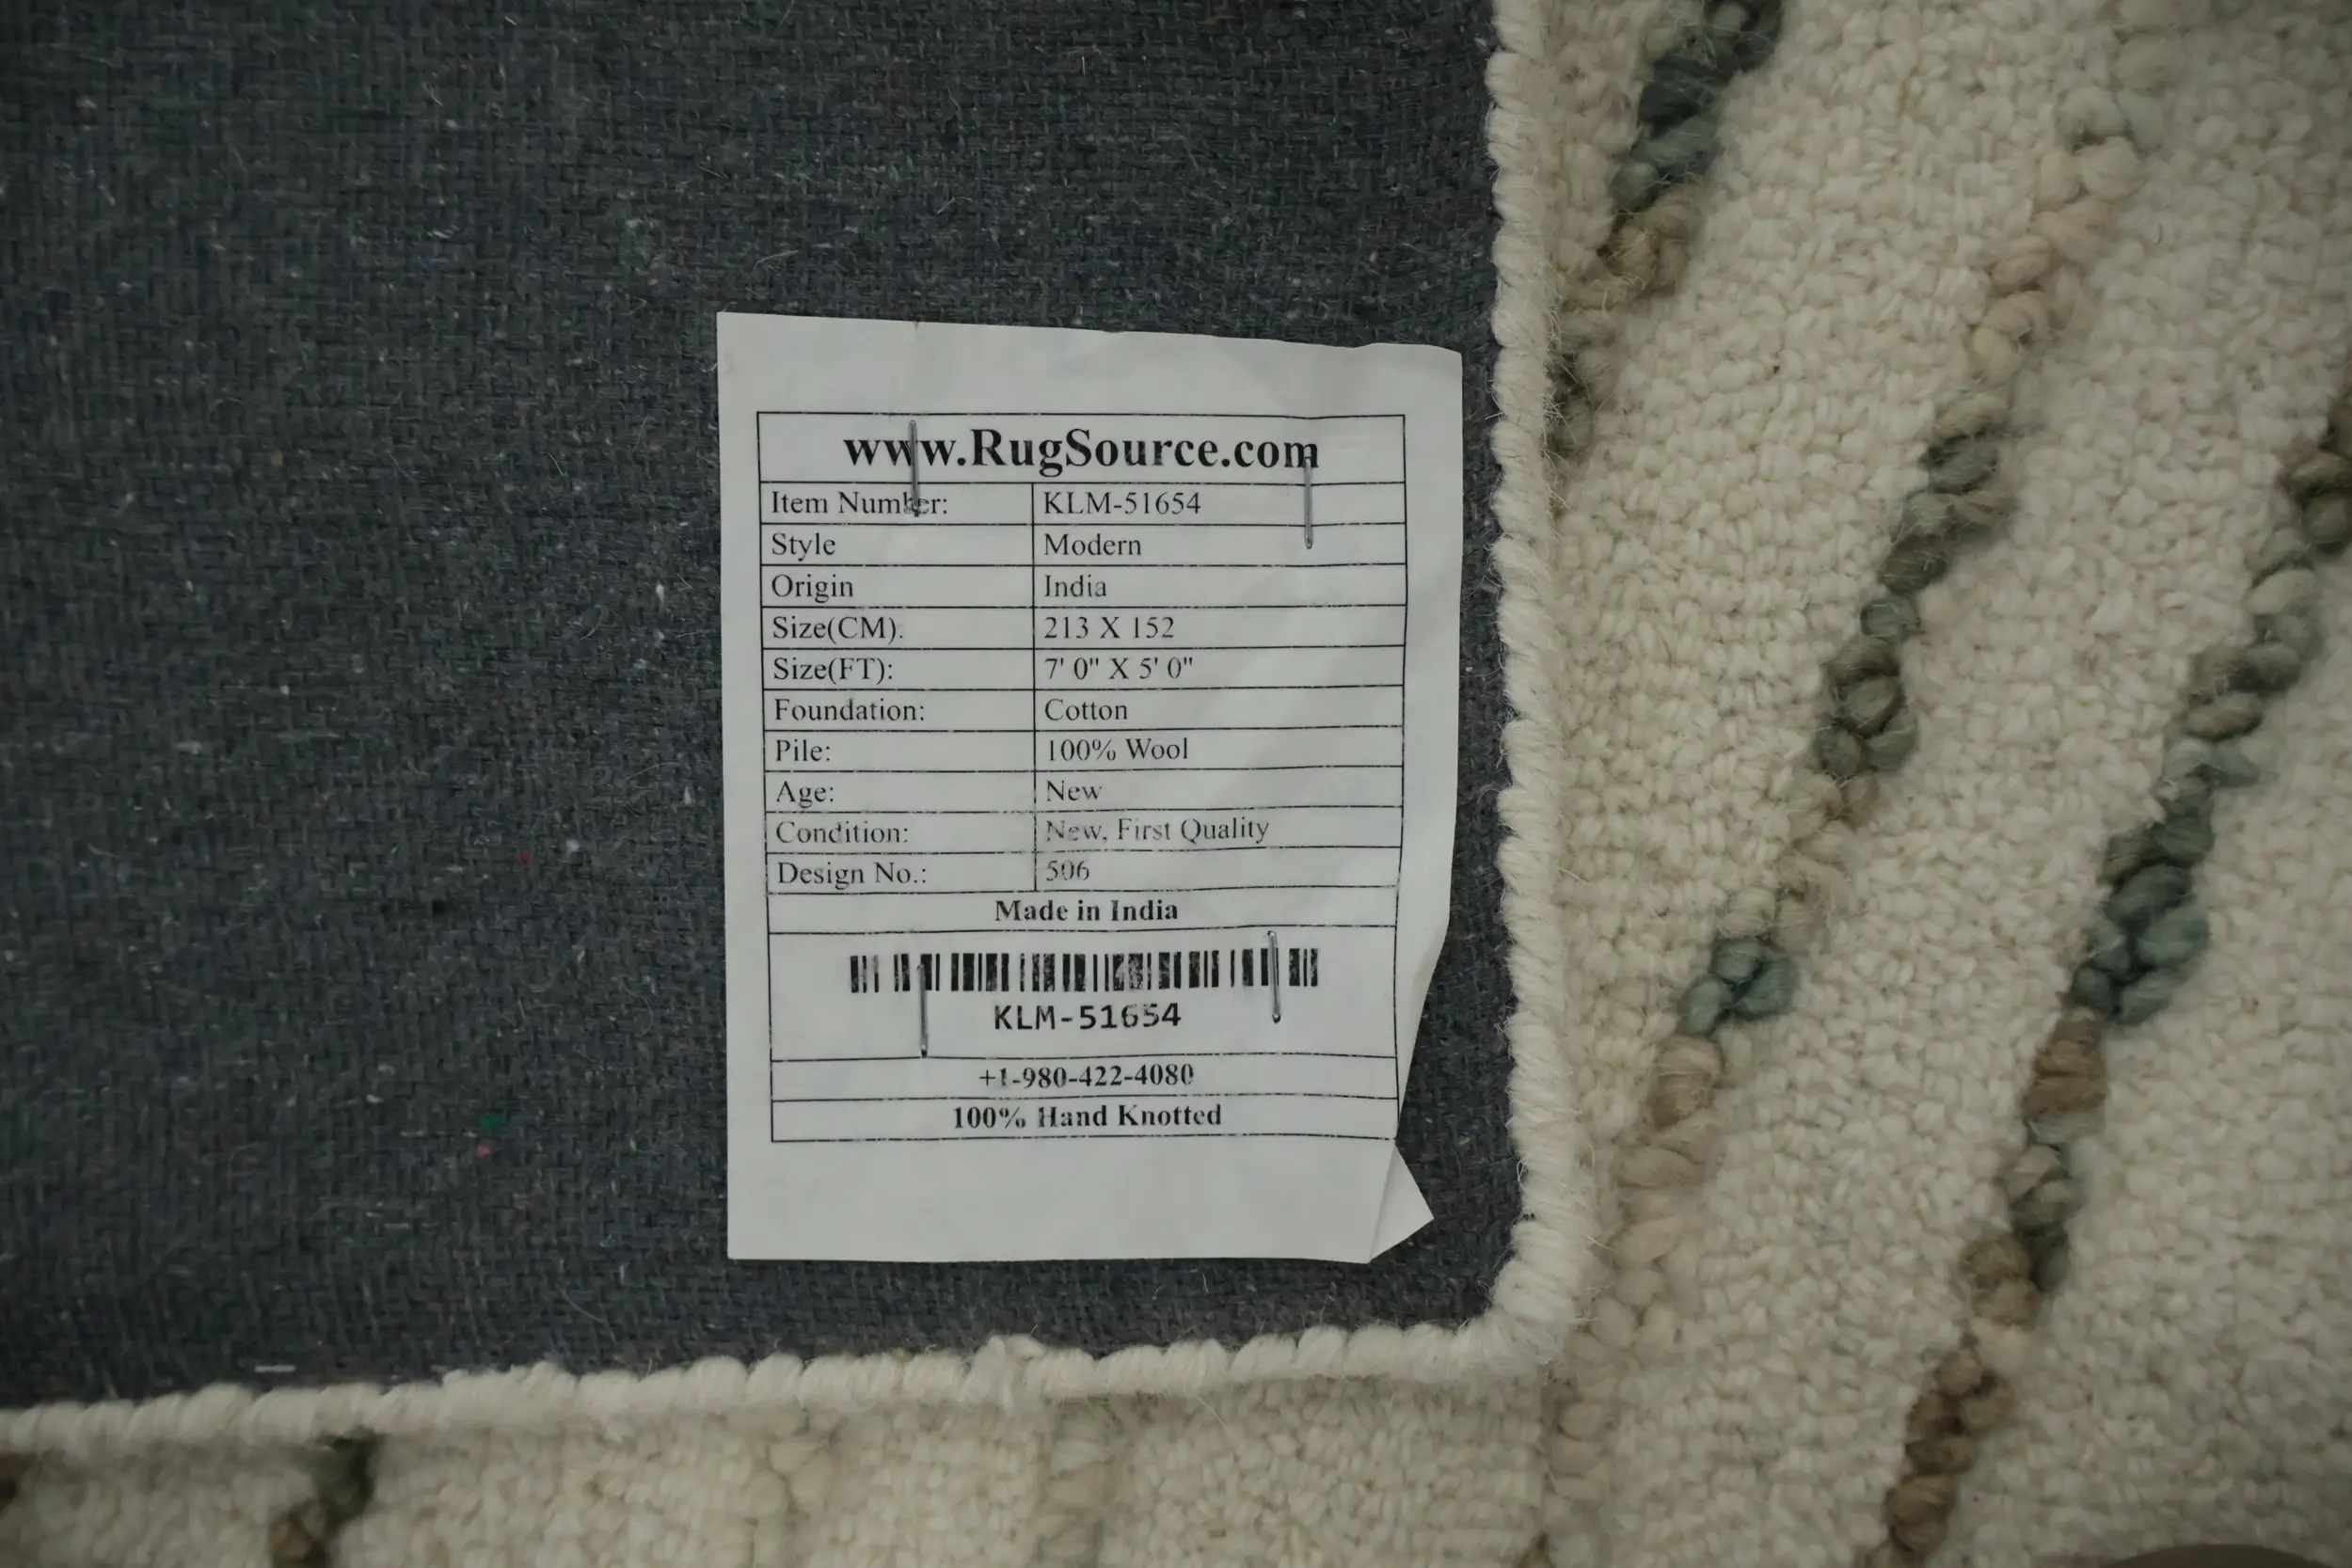 www.RugSource.com
Item Number: KLM-51654
Style Modern
Origin India
Size(CM). 213 X 152
Size(FT): 7' 0" X 5' 0"
Foundation: Cotton
Pile: 100% Wool
Age: New
Condition: New, First Quality
Design No.: 506
Made in India
KLM-51654
+1-980-422-4080
100% Hand Knotted